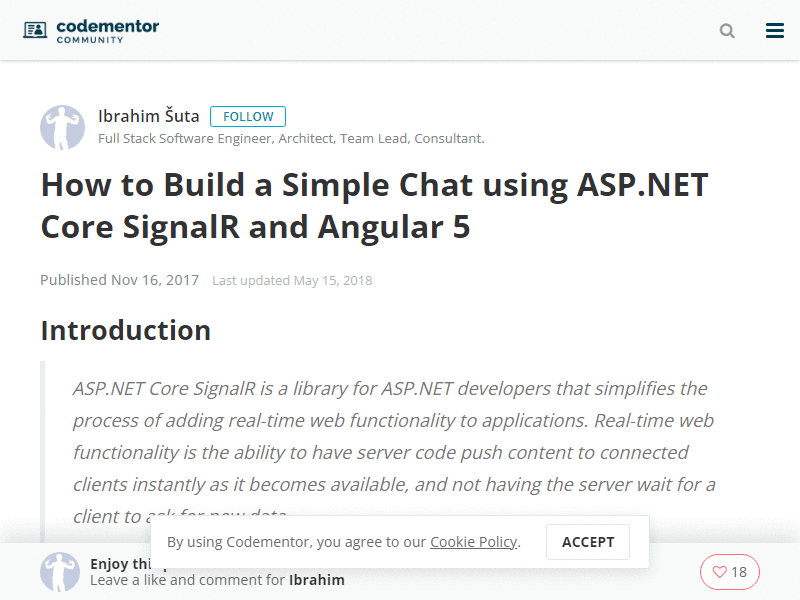 codementor
COMMUNITY
Ibrahim Šuta FOLLOW
Full Stack Software Engineer, Architect, Team Lead, Consultant.
How to Build a Simple Chat using ASP.NET
Core SignalR and Angular 5
Published Nov 16, 2017 Last updated May 15, 2018
Introduction
ASP.NET Core SignalR is a library for ASP.NET developers that simplifies the
process of adding real-time web functionality to applications. Real-time web
functionality is the ability to have server code push content to connected
clients instantly as it becomes available, and not having the server wait for a
client to ask for new data.
By using Codementor, you agree to our Cookie Policy. ACCEPT
Enjoy this
Leave a like and comment for Ibrahim
18